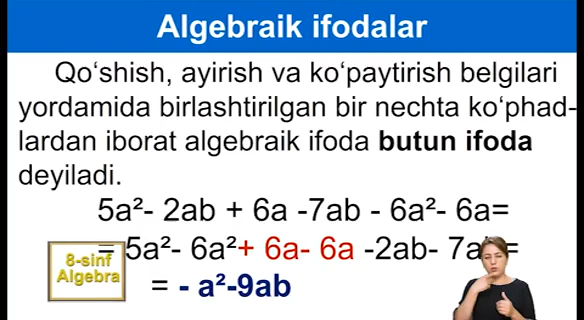 Algebraik ifodalar
Qo‘shish, ayirish va ko‘paytirish belgilari
yordamida birlashtirilgan bir nechta ko‘phad-
lardan iborat algebraik ifoda butun ifoda
deyiladi.
5a²- 2ab + 6a -7ab - 6a²- 6a=
= 5a²- 6a²+ 6a- 6a -2ab- 7ab=
= - a²-9ab
8-sinf
Algebra